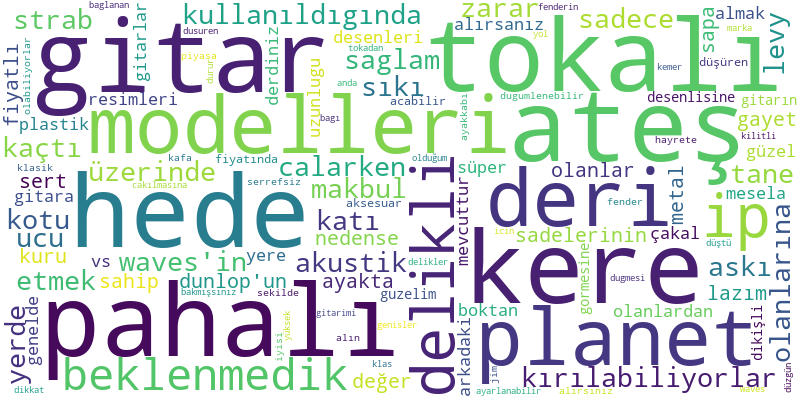 baglanan
fenderin
strab
kullanıldıgında
zarar
sadece
almak
gitar
dusuren
desenleri
alırsanız
tokalı
sapa
levy
marka
yol
fiyatlı
gitarlar
derdiniz
saglam
tokadan
düşüren
piyasa
kemer
olabiliyorlar
durur
resimleri
sıkı
anda
desenlisine
gitarın
uzunlugu
acabilir
dugumlenebilir
plastik
modelleri
bagı
ayakkabı
ateş
gayet
kaçtı
hayrete
kilitli
güzel
klasik
kafa
fiyatında
olduğum
üzerinde
calarken
süper
olanlar
tane
sert
cakılmasına
serrefsiz
hede
makbul
delikli
deri
metal
mesela
gitara
aksesuar
fender
ip
kotu
ucu
katı
mevcuttur
kere
icin
nedense
sadelerinin
çakal
düştü
kuru
vs
waves'in
yere
akustik
delikler
askı
etmek
sahip
dunlop'un
ayakta
gormesine
dugmesi
olanlarına
bakmışsınız
sekilde
guzelim
lazım
yerde
genelde
pahalı
gitarimi
genisler
boktan
olanlardan
arkadaki
planet
dikişli
yüksek
iyisi
alın
beklenmedik
klas
jim
kırılabiliyorlar
düzgün
dikkat
değer
ayarlanabilir
alırsiniz
waves